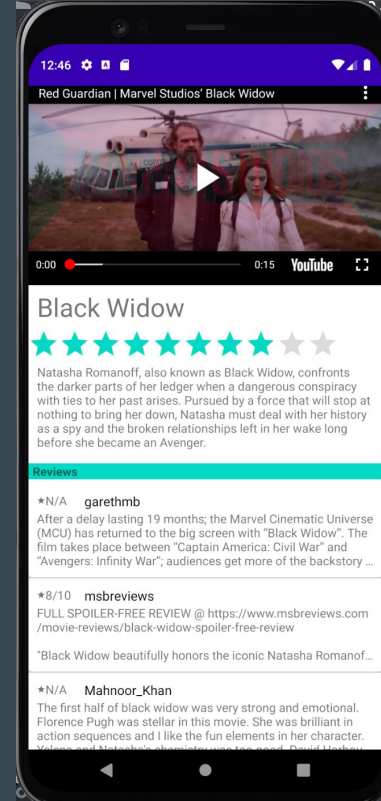 12:46
Red Guardian | Marvel Studios' Black Widow
0:00
0:15
YouTube
Black Widow
Natasha Romanoff, also known as Black Widow, confronts
the darker parts of her ledger when a dangerous conspiracy
with ties to her past arises. Pursued by a force that will stop at
nothing to bring her down, Natasha must deal with her history
as a spy and the broken relationships left in her wake long
before she became an Avenger.
Reviews
★N/A garethmb
After a delay lasting 19 months; the Marvel Cinematic Universe
(MCU) has returned to the big screen with “Black Widow”. The
film takes place between “Captain America: Civil War” and
“Avengers: Infinity War”; audiences get more of the backstory ...
★8/10 msbreviews
FULL SPOILER-FREE REVIEW @ https://www.msbreviews.com
/movie-reviews/black-widow-spoiler-free-review
"Black Widow beautifully honors the iconic Natasha Romanof...
★N/A Mahnoor_Khan
The first half of black widow was very strong and emotional.
Florence Pugh was stellar in this movie. She was brilliant in
action sequences and I like the fun elements in her character.
Yelena and Natasha's chemistry was too good. David Harbou